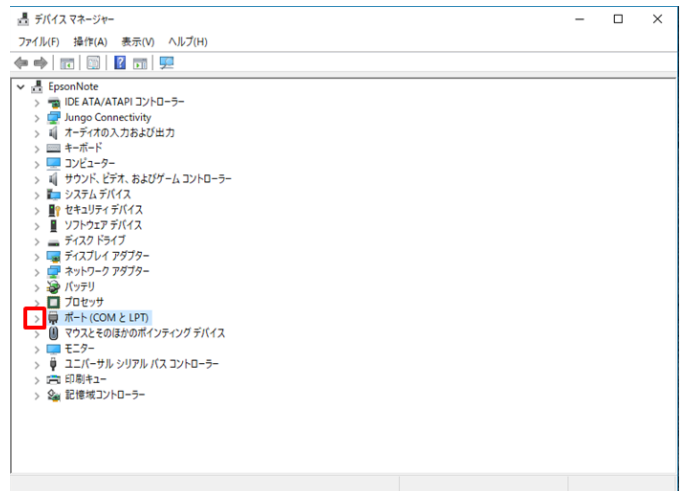 デバイス マネージャー
ファイル(F) 操作(A) 表示(V) ヘルプ(H)
EpsonNote
IDE ATA/ATAPI コントローラー
Jungo Connectivity
オーディオの入力および出力
キーボード
コンピューター
サウンド、ビデオ、およびゲーム コントローラー
システム デバイス
セキュリティ デバイス
ソフトウェア デバイス
ディスク ドライブ
ディスプレイ アダプター
ネットワーク アダプター
バッテリ
プロセッサ
ポート (COM と LPT)
マウスとそのほかのポインティング デバイス
モニター
ユニバーサル シリアル バス コントローラー
印刷キュー
記憶域コントローラー